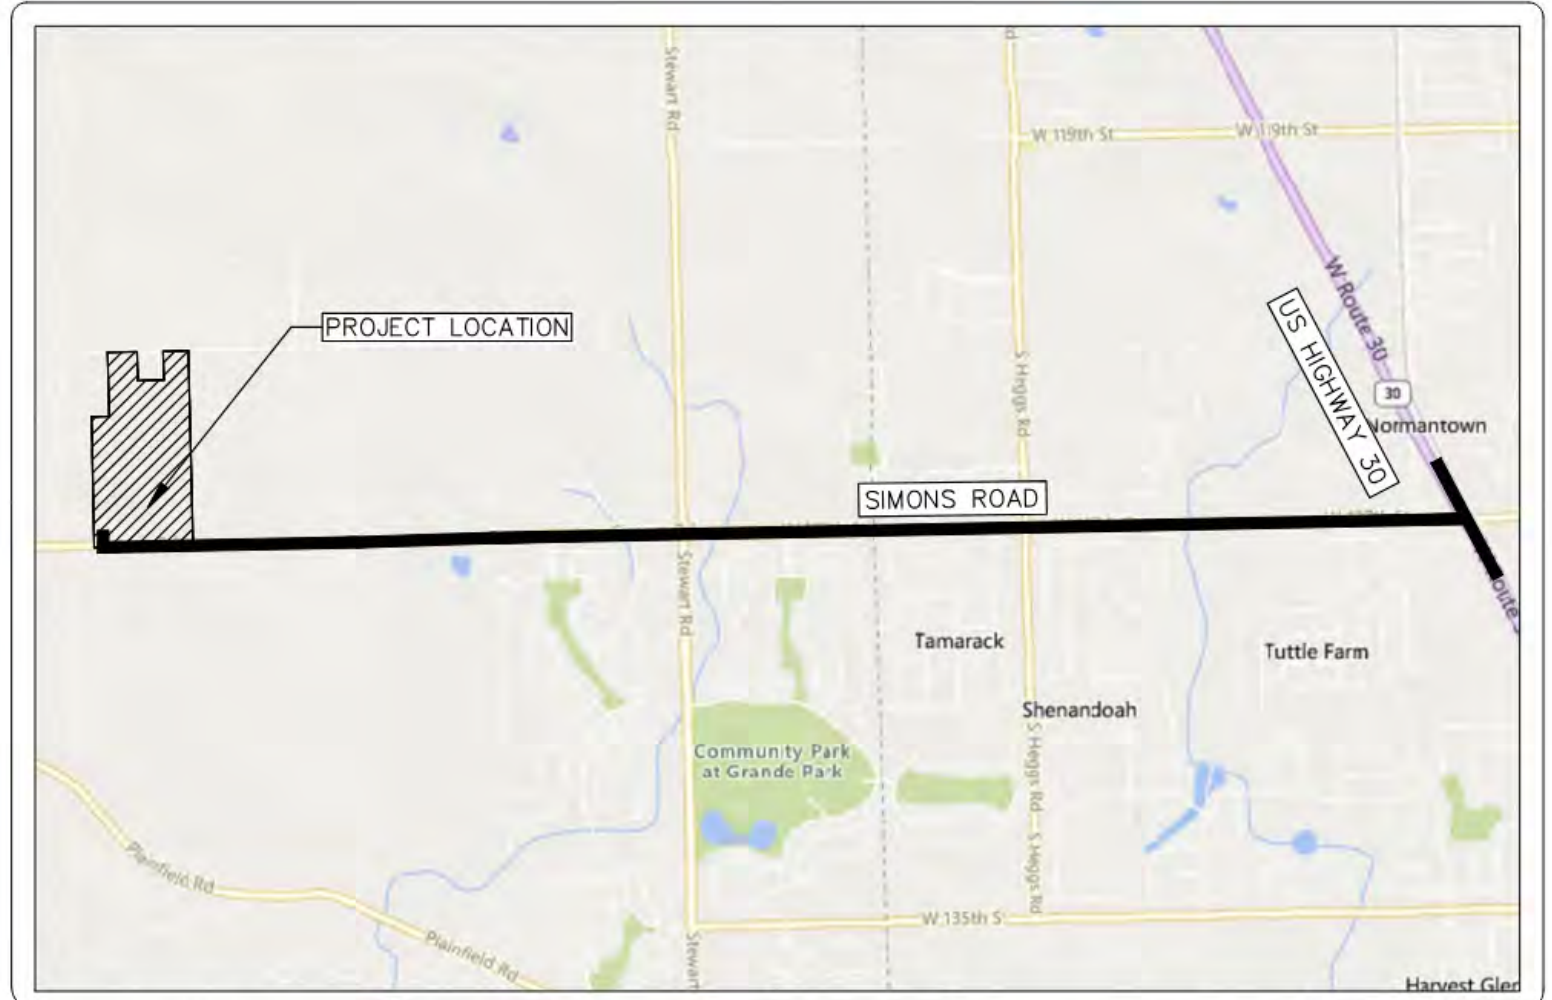 Stewart Rd
Rd
W 119th St
W 119th St
PROJECT LOCATION
W Route 30
US HIGHWAY 30
30
Normantown
S Heggs Rd
SIMONS ROAD
Stewart Rd
Route
Tamarack
Tuttle Farm
Shenandoah
Community Park
at Grande Park
S Heggs Rd
S Heggs Rd
Plainfield Rd
W 135th S
Plainfield Rd
Stewart
Harvest Glen